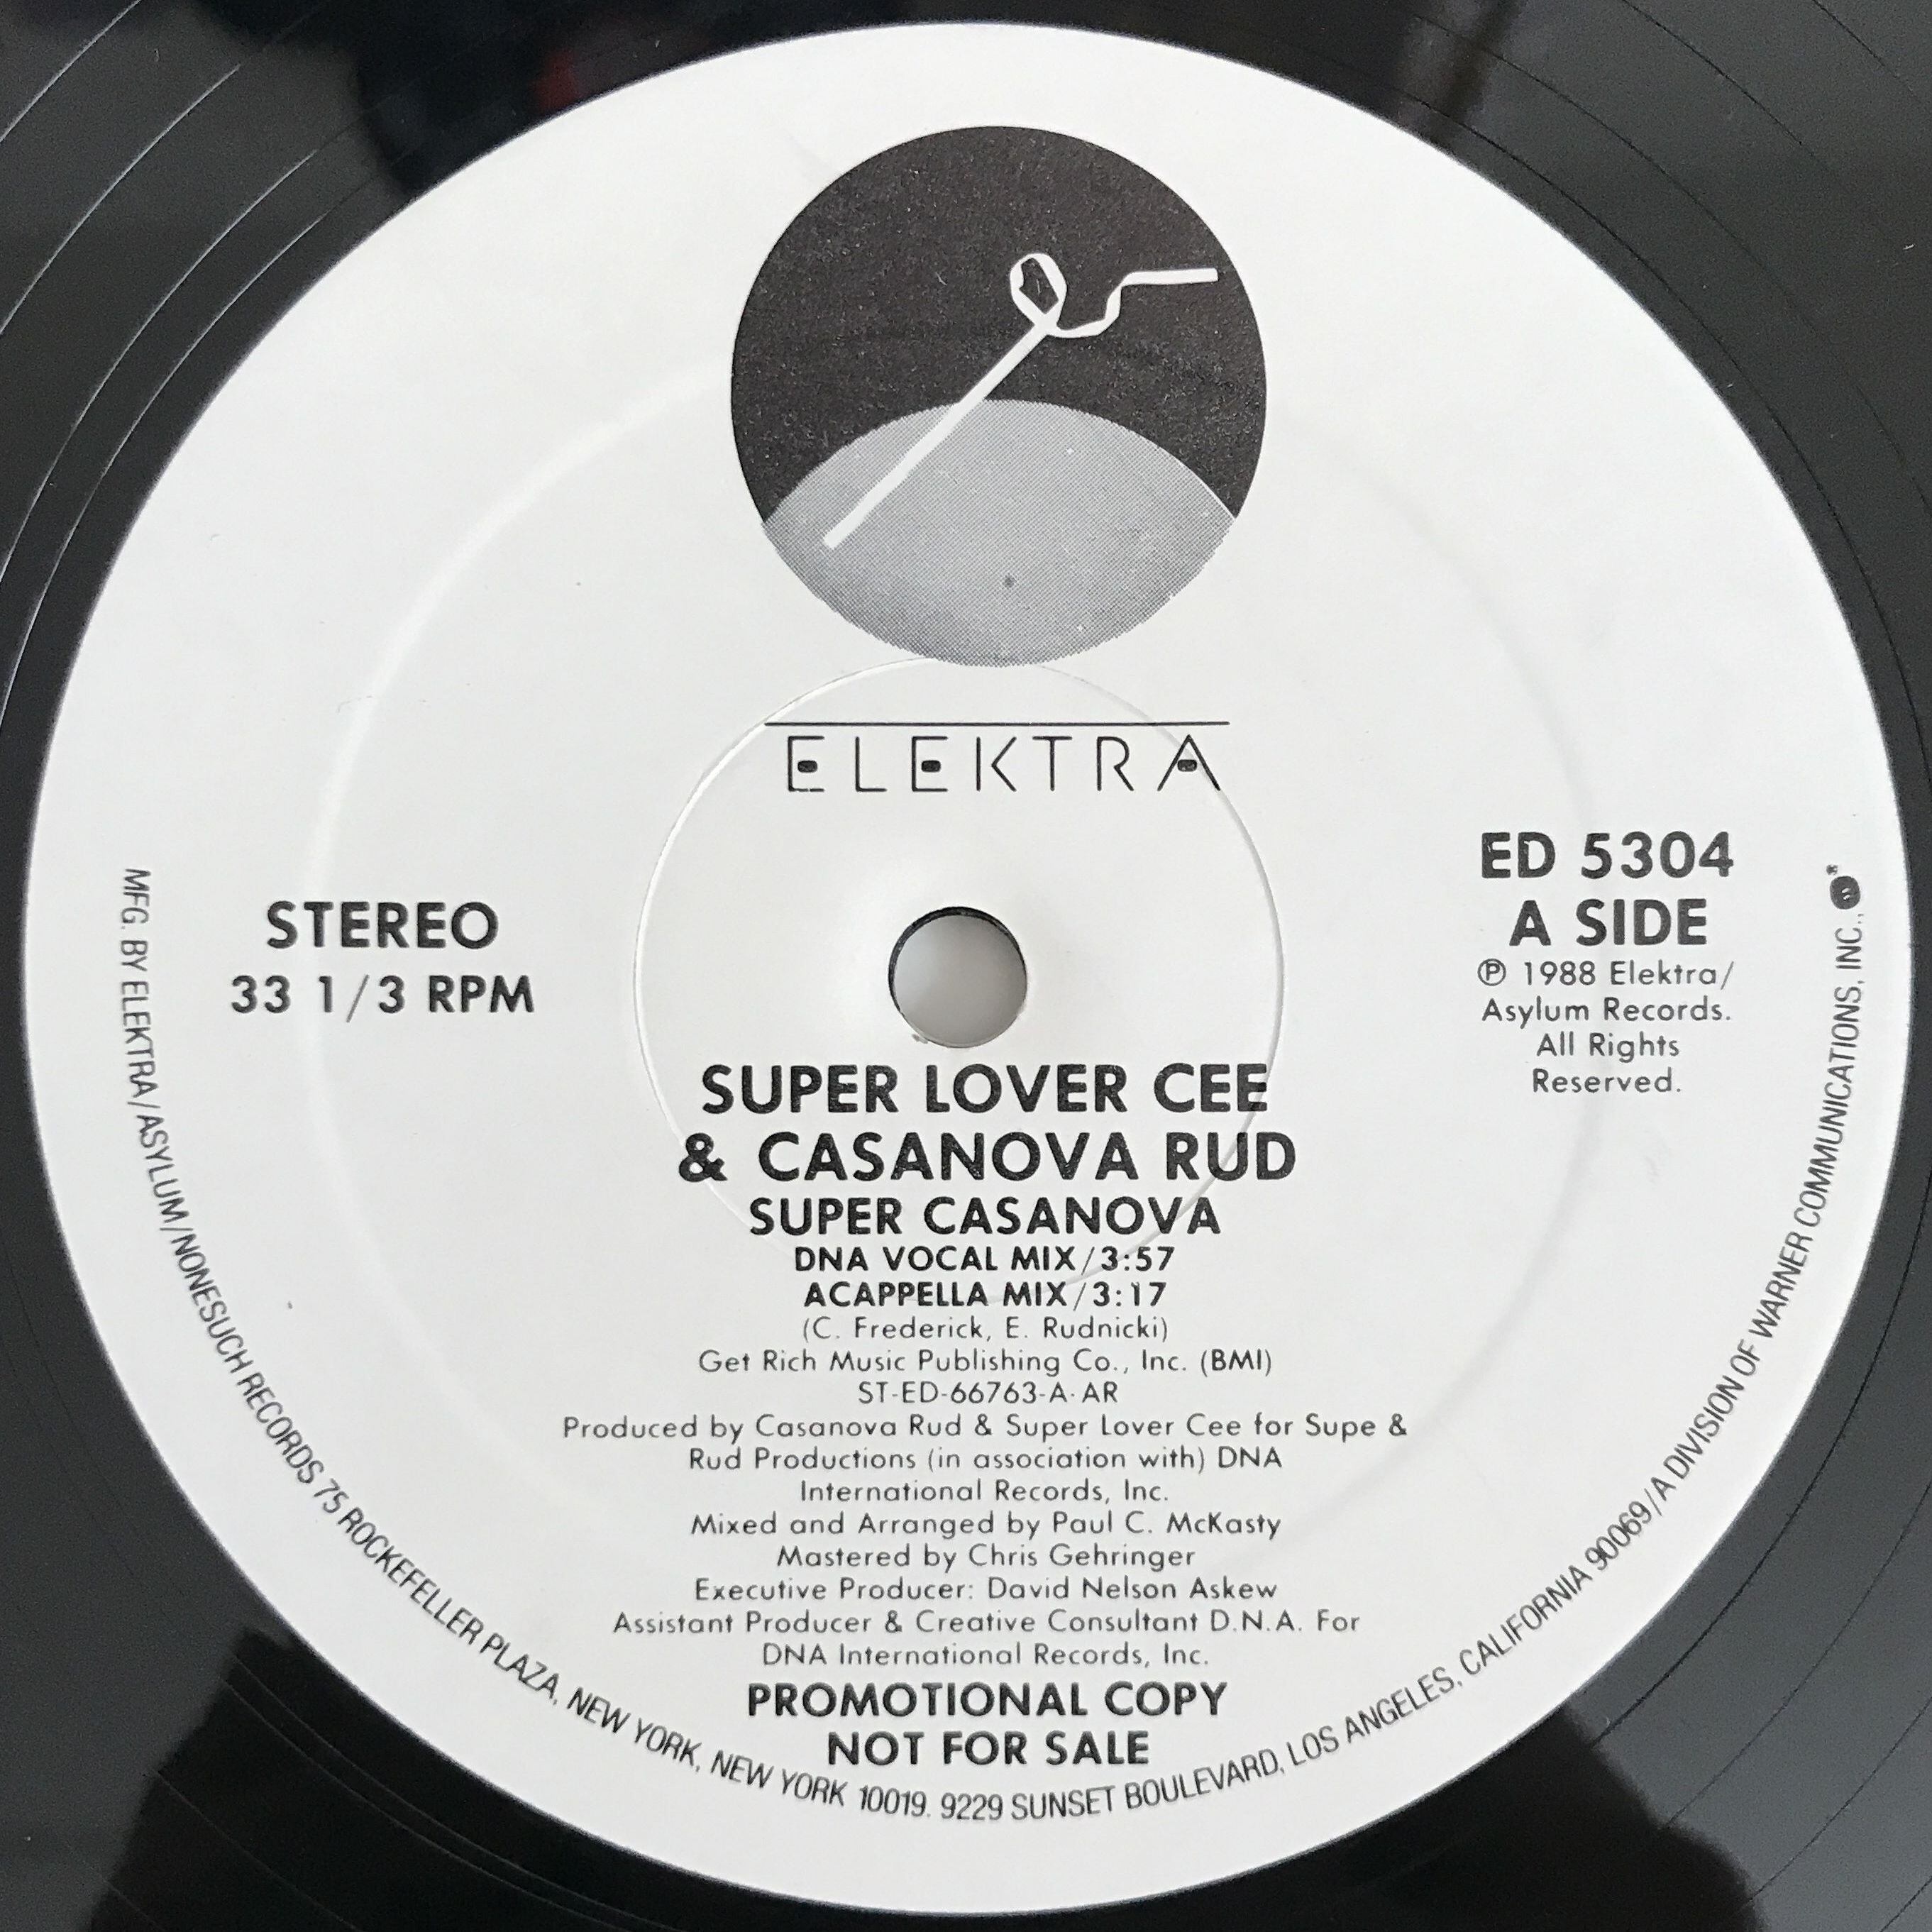 ELEKTRA
STEREO
33 1/3 RPM
ED 5304
A SIDE
℗ 1988 Elektra/
Asylum Records.
All Rights
Reserved.
SUPER LOVER CEE
& CASANOVA RUD
SUPER CASANOVA
DNA VOCAL MIX/3:57
ACAPPELLA MIX/3:17
(C. Frederick, E. Rudnicki)
Get Rich Music Publishing Co., Inc. (BMI)
ST-ED-66763-A-AR
Produced by Casanova Rud & Super Lover Cee for Supe &
Rud Productions (in association with) DNA
International Records, Inc.
Mixed and Arranged by Paul C. McKasty
Mastered by Chris Gehringer
Executive Producer: David Nelson Askew
Assistant Producer & Creative Consultant D.N.A. For
DNA International Records, Inc.
PROMOTIONAL COPY
NOT FOR SALE
MFG. BY ELEKTRA/ASYLUM/NONESUCH RECORDS 75 ROCKEFELLER PLAZA, NEW YORK, NEW YORK 10019. 9229 SUNSET BOULEVARD, LOS ANGELES, CALIFORNIA 90069/A DIVISION OF WARNER COMMUNICATIONS, INC.,